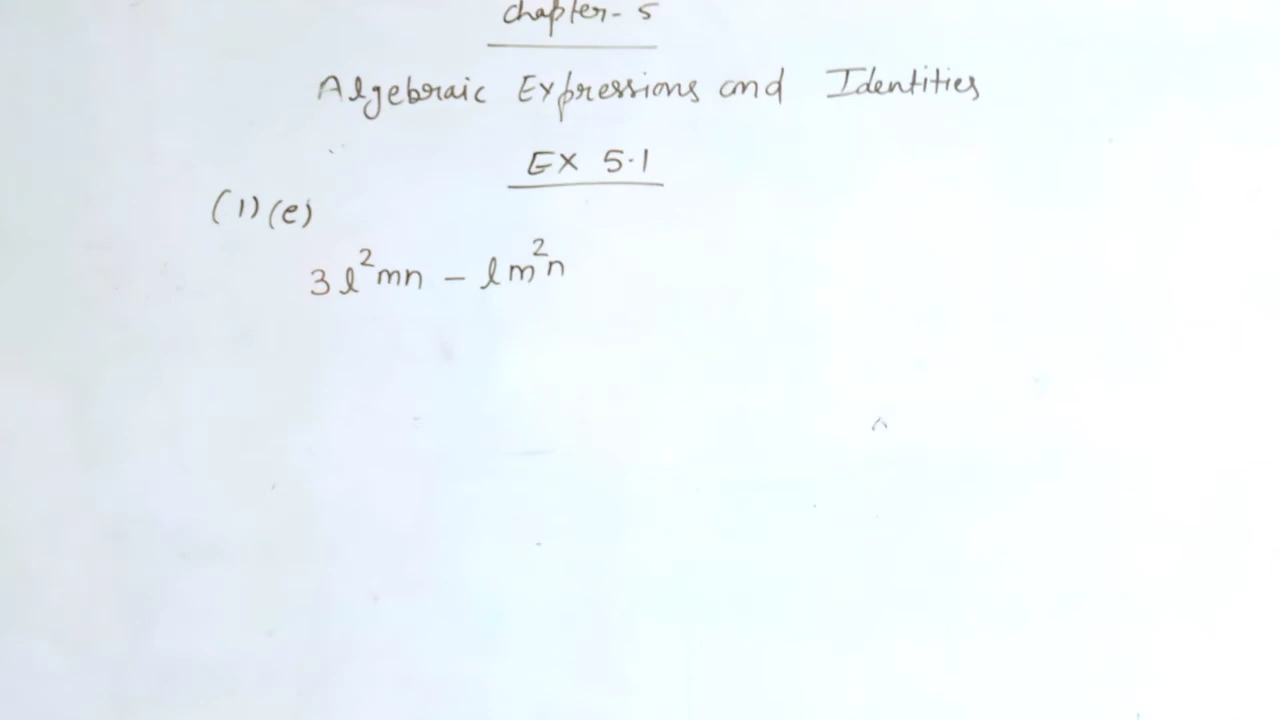 Chapter- 5
Algebraic Expressions and Identities
EX 5.1
(1) (e)
3l²mn – lm²n